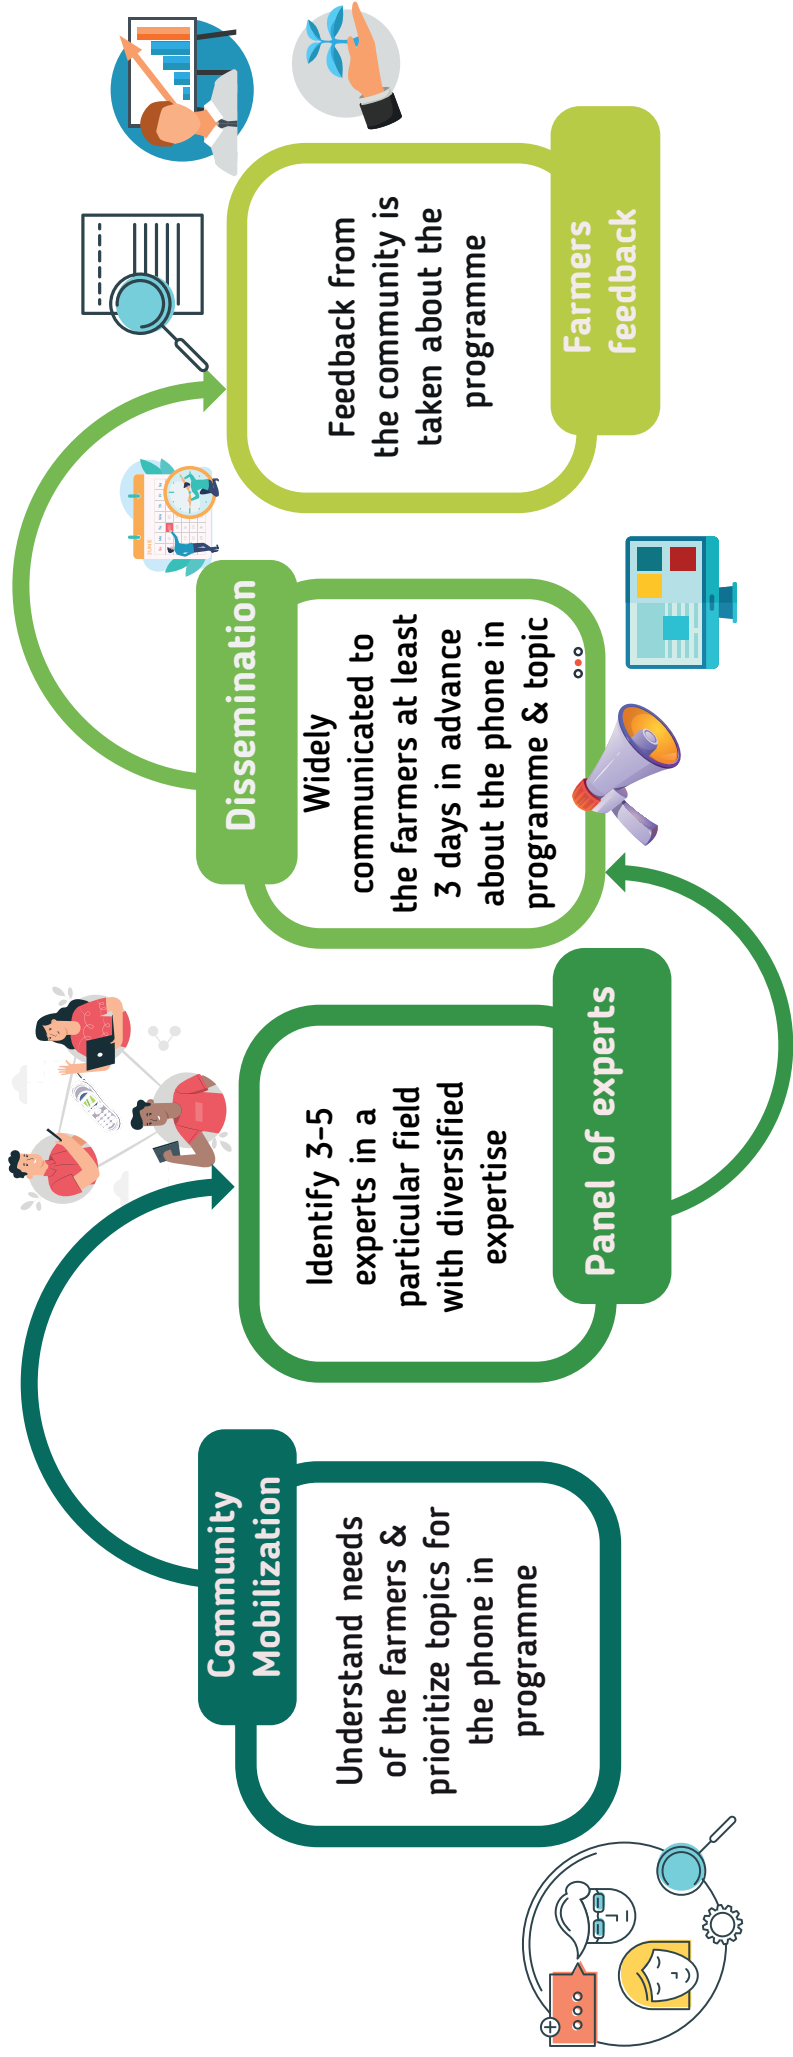 Community
Mobilization
Understand needs
of the farmers &
prioritize topics for
the phone in
programme
Panel of experts
Identify 3-5
experts in a
particular field
with diversified
expertise
Dissemination
Widely
communicated to
the farmers at least
3 days in advance
about the phone in
programme & topic
Farmers
feedback
Feedback from
the community is
taken about the
programme